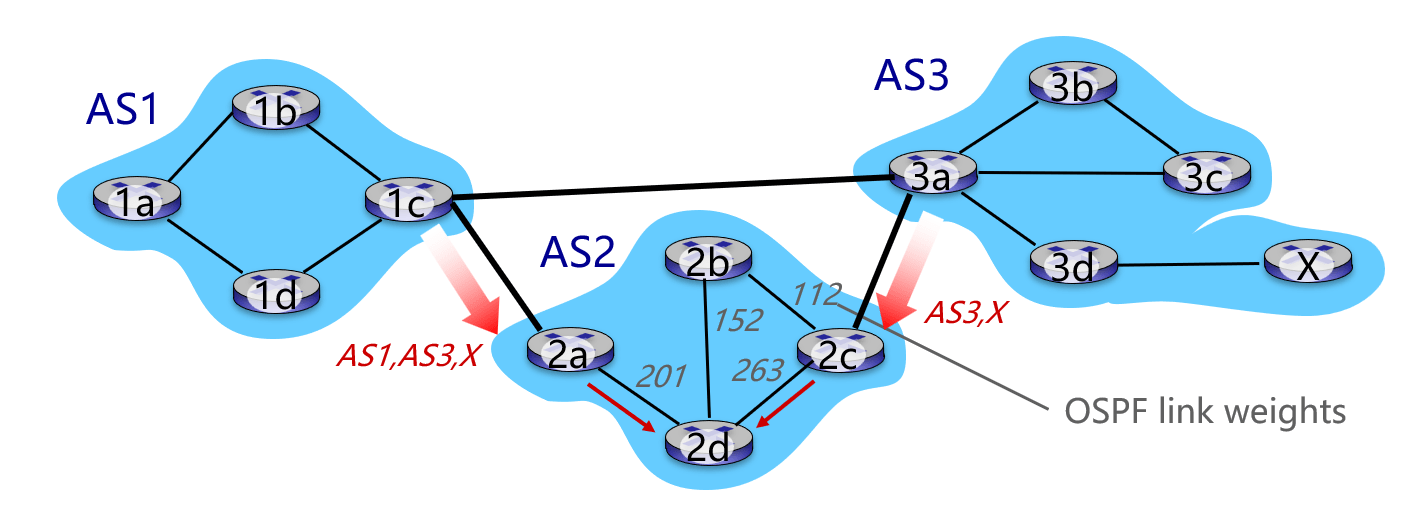 AS1
1b
1a
1c
1d
AS3
3b
3a
3c
3d
X
AS2
2b
112
152
2a
2c
201
263
2d
AS1,AS3,X
AS3,X
OSPF link weights